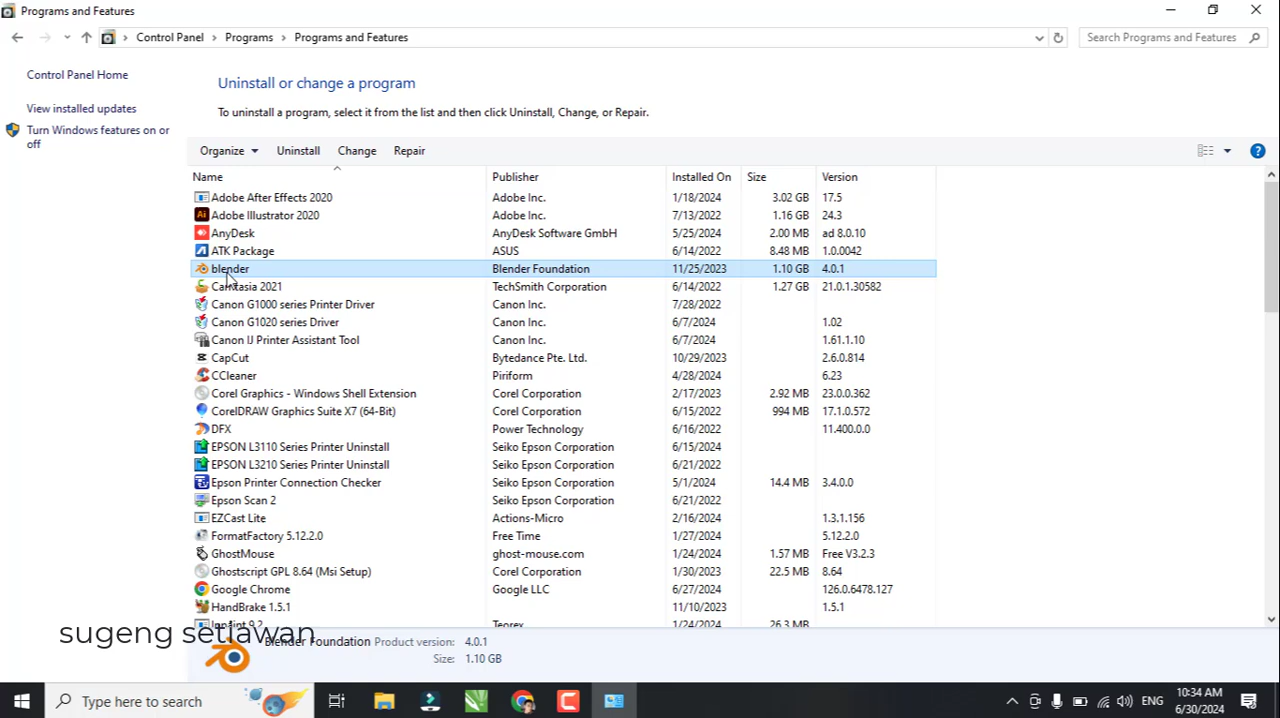 Programs and Features
Control Panel > Programs > Programs and Features
Search Programs and Features
Control Panel Home
View installed updates
Turn Windows features on or off
Uninstall or change a program
To uninstall a program, select it from the list and then click Uninstall, Change, or Repair.
Organize Uninstall Change Repair
Name Publisher Installed On Size Version
Adobe After Effects 2020 Adobe Inc. 1/18/2024 3.02 GB 17.5
Adobe Illustrator 2020 Adobe Inc. 7/13/2022 1.16 GB 24.3
AnyDesk AnyDesk Software GmbH 5/25/2024 2.00 MB ad 8.0.10
ATK Package ASUS 6/14/2022 8.48 MB 1.0.0042
blender Blender Foundation 11/25/2023 1.10 GB 4.0.1
Camtasia 2021 TechSmith Corporation 6/14/2022 1.27 GB 21.0.1.30582
Canon G1000 series Printer Driver Canon Inc. 7/28/2022
Canon G1020 series Driver Canon Inc. 6/7/2024 1.02
Canon IJ Printer Assistant Tool Canon Inc. 6/7/2024 1.61.1.10
CapCut Bytedance Pte. Ltd. 10/29/2023 2.6.0.814
CCleaner Piriform 4/28/2024 6.23
Corel Graphics - Windows Shell Extension Corel Corporation 2/17/2023 2.92 MB 23.0.0.362
CorelDRAW Graphics Suite X7 (64-Bit) Corel Corporation 6/15/2022 994 MB 17.1.0.572
DFX Power Technology 6/16/2022 11.400.0.0
EPSON L3110 Series Printer Uninstall Seiko Epson Corporation 6/15/2024
EPSON L3210 Series Printer Uninstall Seiko Epson Corporation 6/21/2022
Epson Printer Connection Checker Seiko Epson Corporation 5/1/2024 14.4 MB 3.4.0.0
Epson Scan 2 Seiko Epson Corporation 6/21/2022
EZCast Lite Actions-Micro 2/16/2024 1.3.1.156
FormatFactory 5.12.2.0 Free Time 1/27/2024 5.12.2.0
GhostMouse ghost-mouse.com 1/24/2024 1.57 MB Free V3.2.3
Ghostscript GPL 8.64 (Msi Setup) Corel Corporation 1/30/2023 22.5 MB 8.64
Google Chrome Google LLC 6/27/2024 126.0.6478.127
HandBrake 1.5.1 11/10/2023 1.5.1
Inpaint 9.2 Teorex 1/24/2024 26.3 MB
sugeng setiawan
Blender Foundation Product version: 4.0.1
Size: 1.10 GB
Type here to search
ENG
10:34 AM
6/30/2024